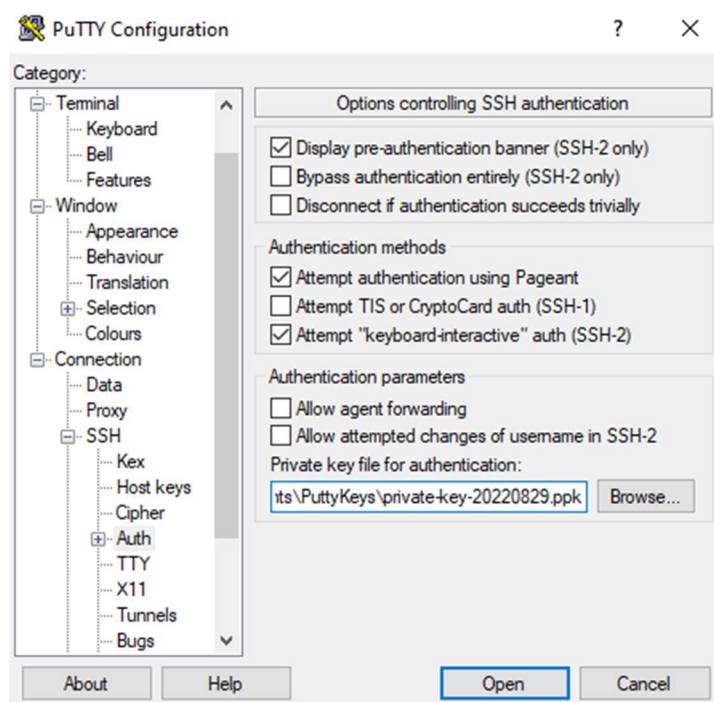 PuTTY Configuration
?
Category:
Terminal
Keyboard
Bell
Features
Window
Appearance
Behaviour
Translation
Selection
Colours
Connection
Data
Proxy
SSH
Kex
Host keys
Cipher
Auth
TTY
X11
Tunnels
Bugs
Options controlling SSH authentication
Display pre-authentication banner (SSH-2 only)
Bypass authentication entirely (SSH-2 only)
Disconnect if authentication succeeds trivially
Authentication methods
Attempt authentication using Pageant
Attempt TIS or CryptoCard auth (SSH-1)
Attempt "keyboard-interactive" auth (SSH-2)
Authentication parameters
Allow agent forwarding
Allow attempted changes of username in SSH-2
Private key file for authentication:
nts\PuttyKeys\private-key-20220829.ppk Browse...
About Help Open Cancel